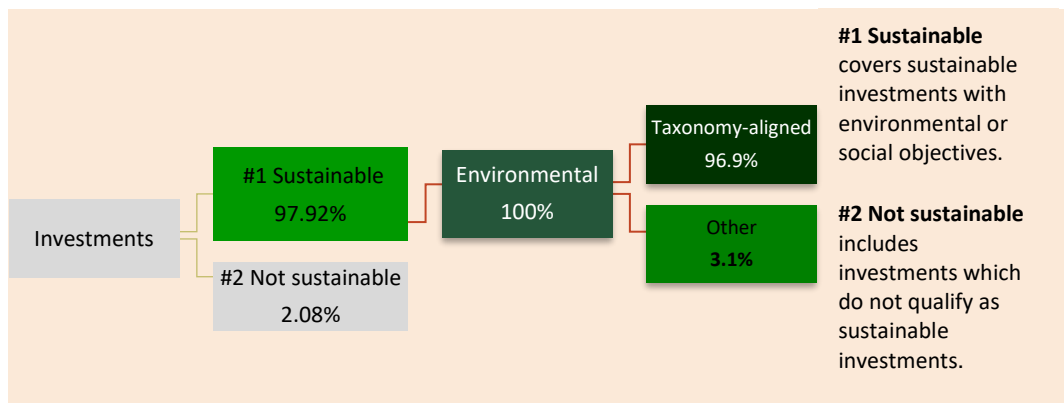 Investments
#1 Sustainable
97.92%
#2 Not sustainable
2.08%
Environmental
100%
Taxonomy-aligned
96.9%
Other
3.1%
#1 Sustainable
covers sustainable
investments with
environmental or
social objectives.
#2 Not sustainable
includes
investments which
do not qualify as
sustainable
investments.